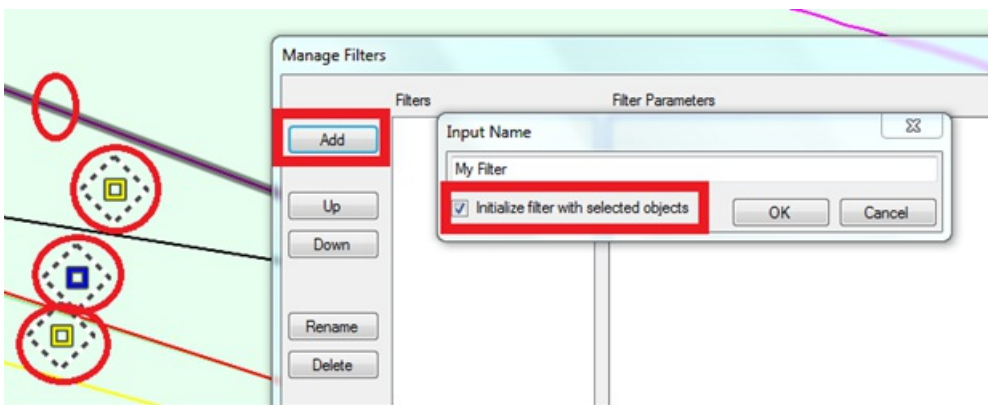 Manage Filters
Filters
Filter Parameters
Add
Up
Down
Rename
Delete
Input Name
My Filter
Initialize filter with selected objects
OK
Cancel